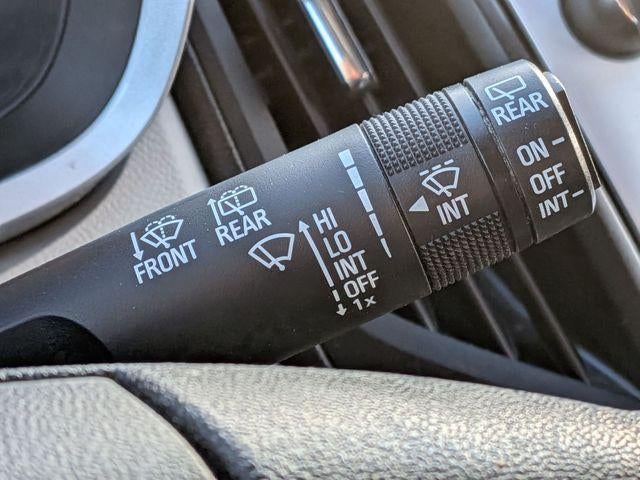 FRONT
REAR
HI
LO
INT
OFF
1x
INT
REAR
ON
OFF
INT